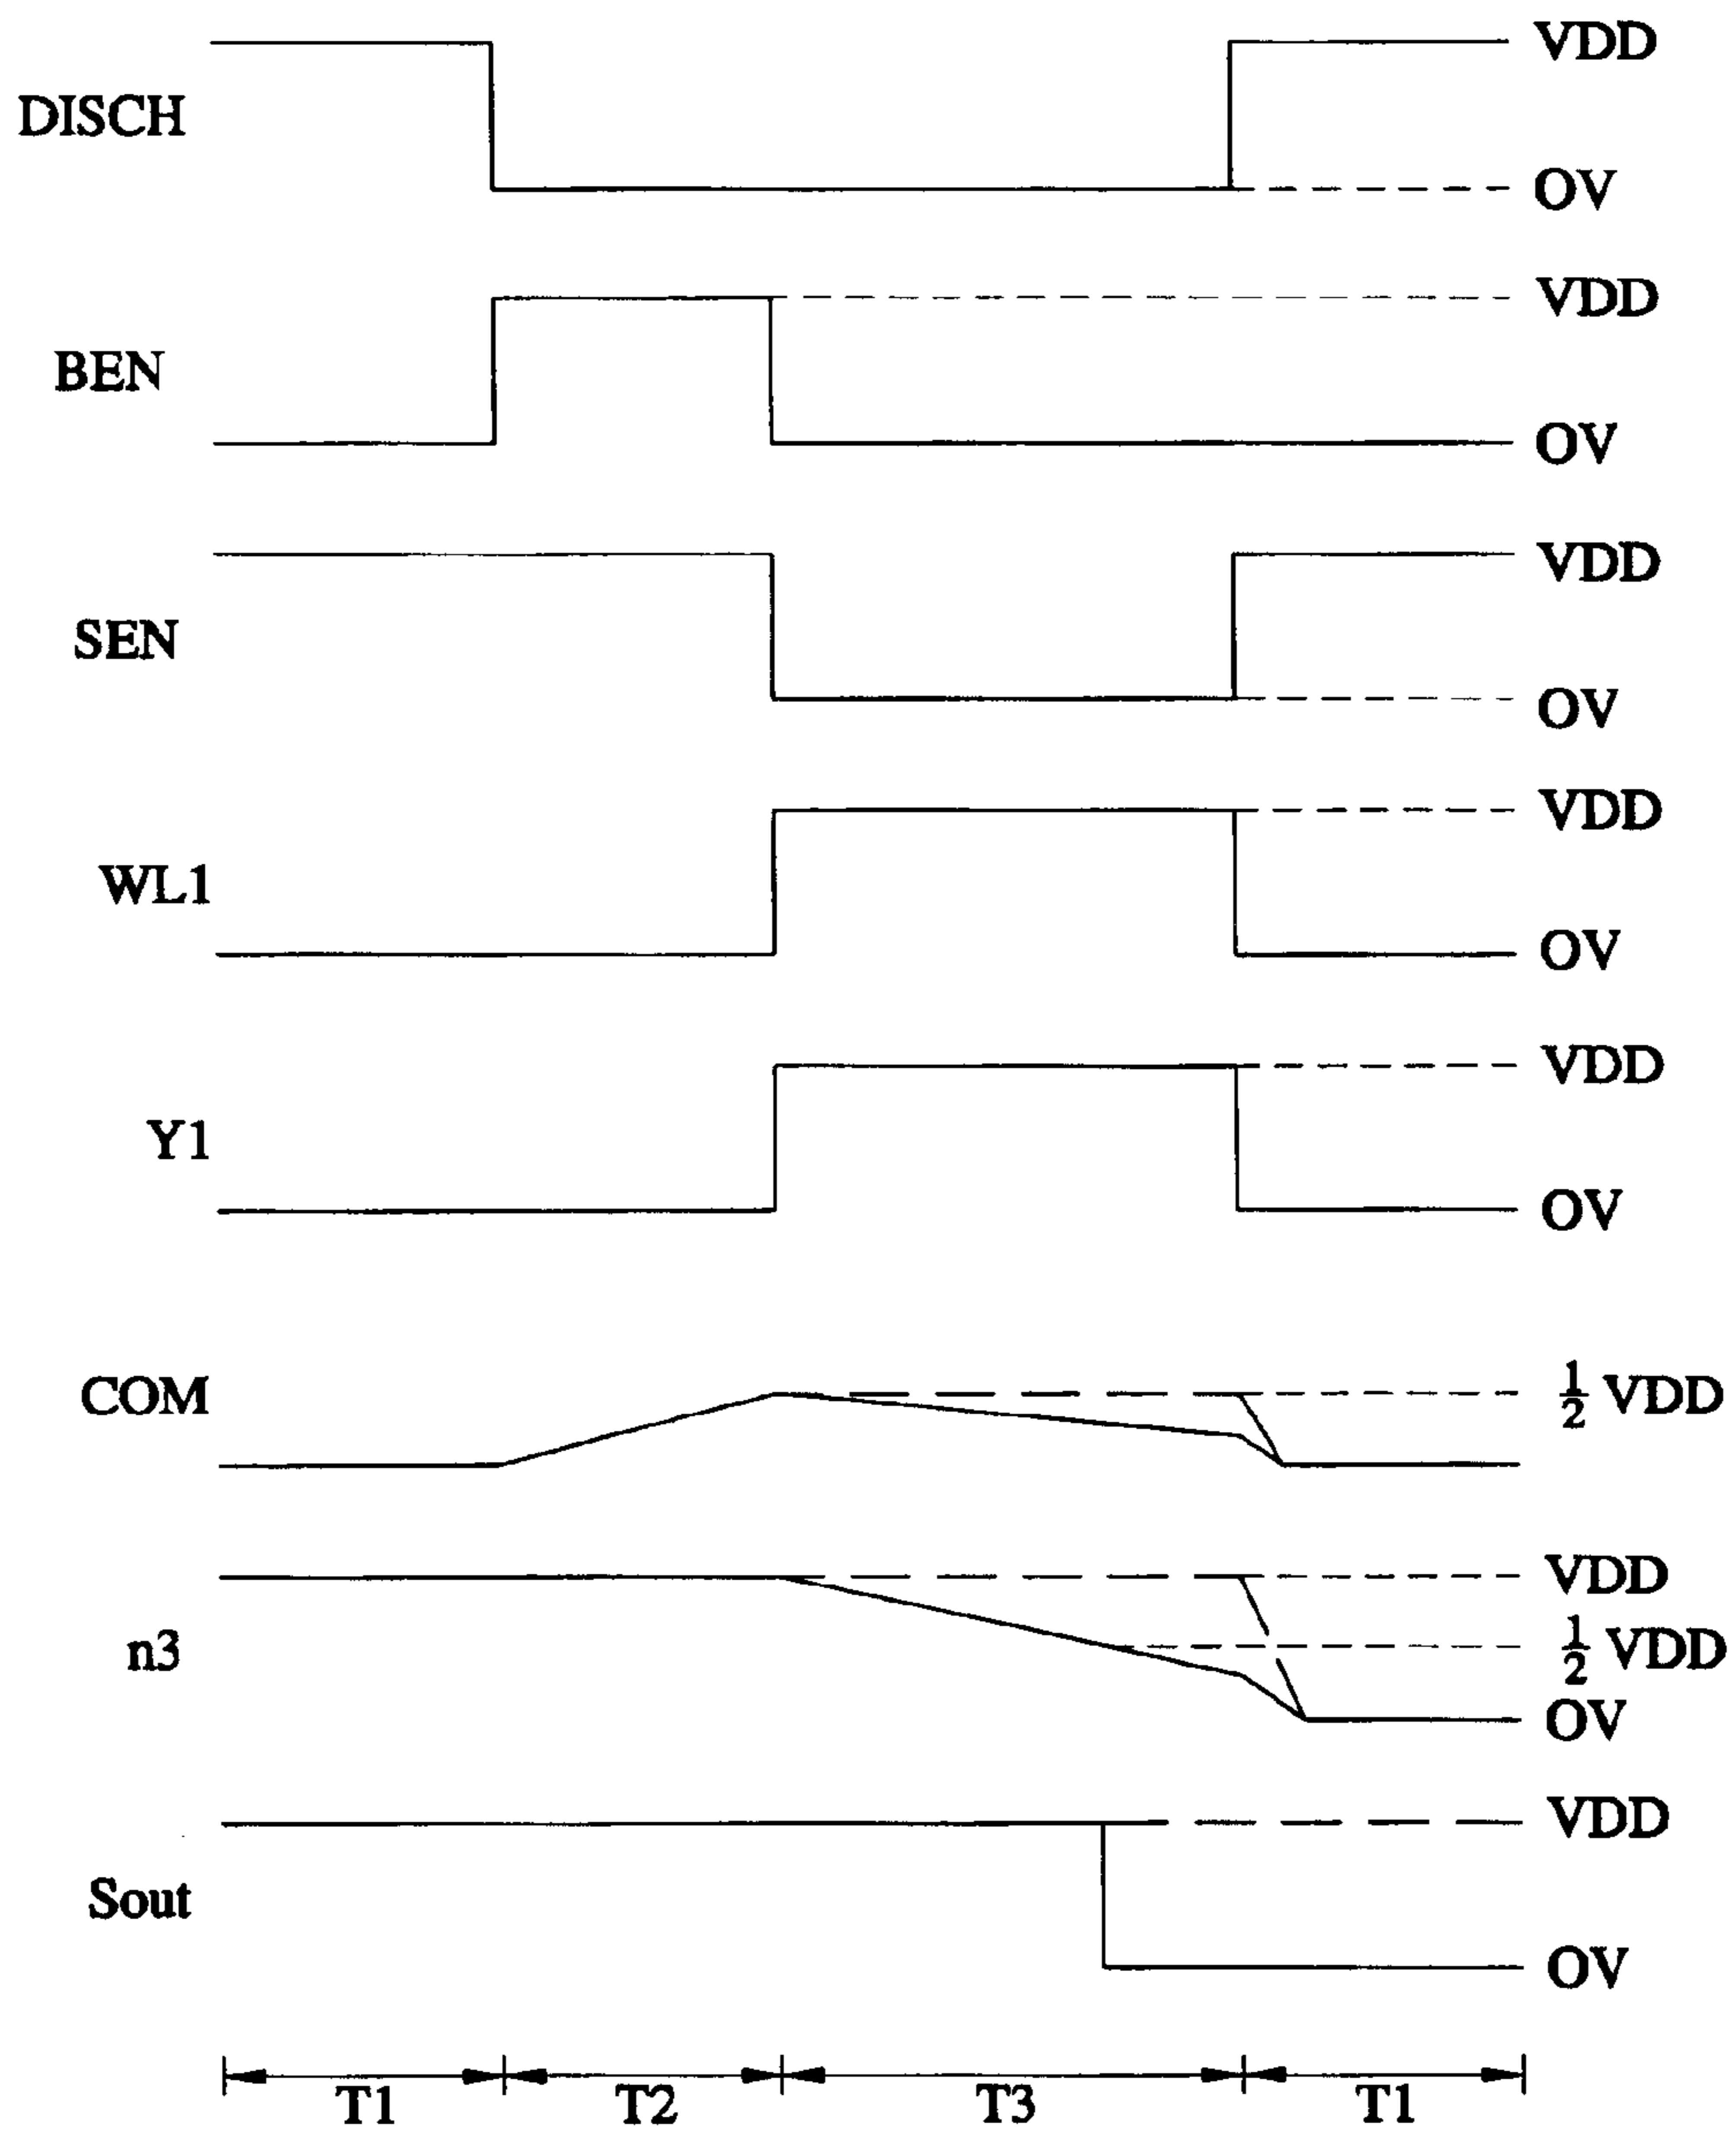 VDD
DISCH
OV
VDD
BEN
OV
VDD
SEN
OV
VDD
WL1
OV
VDD
Y1
OV
COM
1/2 VDD
VDD
n3
1/2 VDD
OV
VDD
Sout
OV
T1 T2 T3 T1